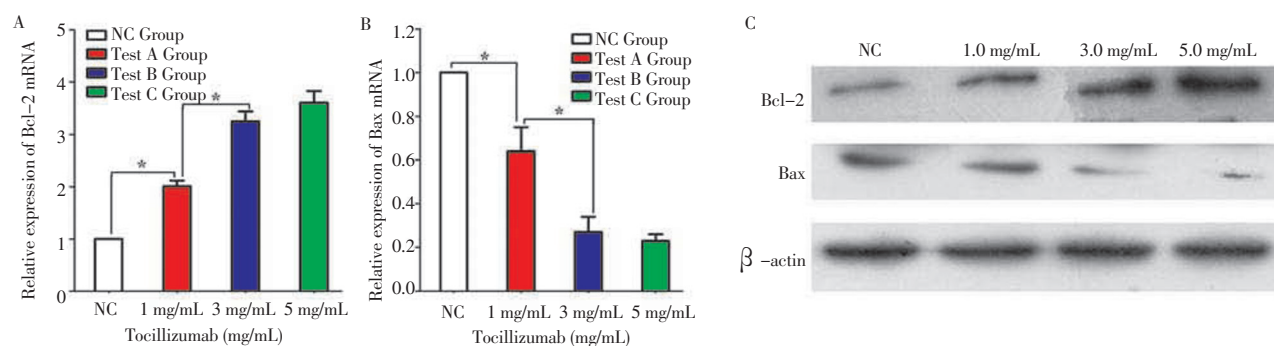 A
Relative expression of Bcl-2 mRNA
5
4
3
2
1
0
NC Group
Test A Group
Test B Group
Test C Group
*
*
NC
1 mg/mL
3 mg/mL
5 mg/mL
Tocillizumab (mg/mL)
B
Relative expression of Bax mRNA
1.2
1.0
0.8
0.6
0.4
0.2
0.0
NC Group
Test A Group
Test B Group
Test C Group
*
*
NC
1 mg/mL
3 mg/mL
5 mg/mL
Tocillizumab (mg/mL)
C
NC
1.0 mg/mL
3.0 mg/mL
5.0 mg/mL
Bcl-2
Bax
β -actin